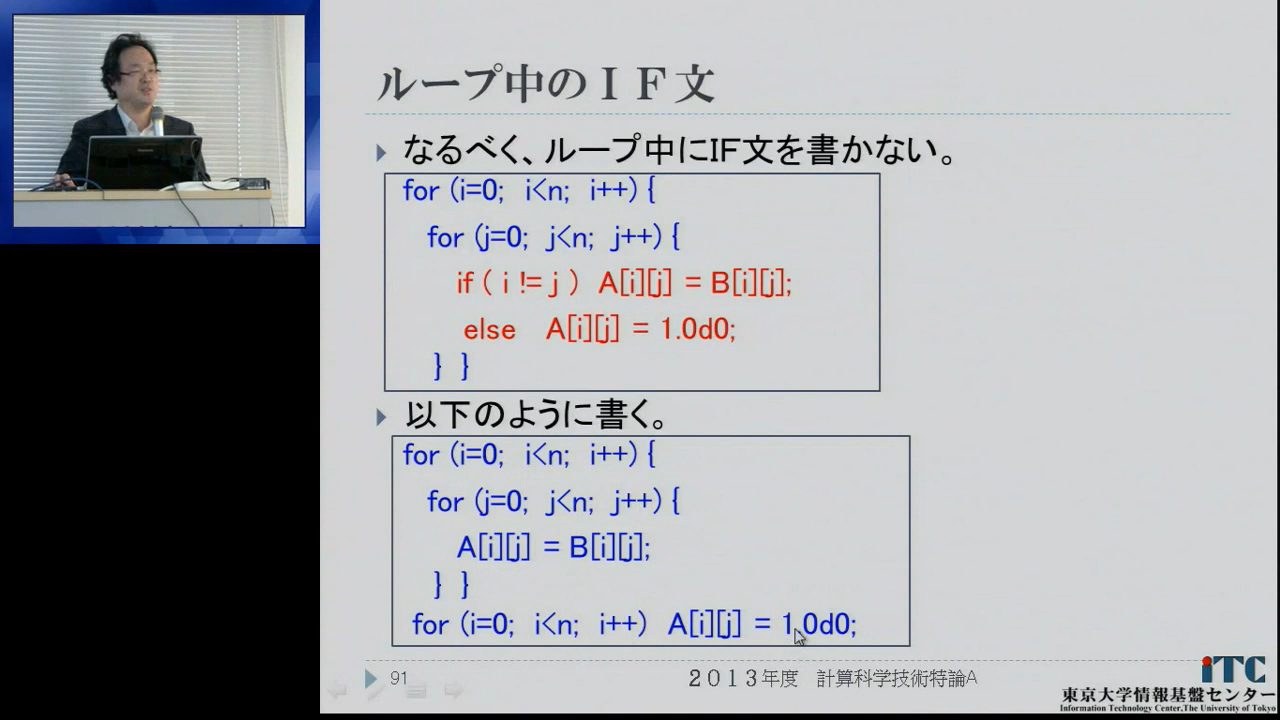 ループ中のＩＦ文
なるべく、ループ中にIF文を書かない。
for (i=0; i<n; i++) {
for (j=0; j<n; j++) {
if ( i != j ) A[i][j] = B[i][j];
else A[i][j] = 1.0d0;
} }
以下のように書く。
for (i=0; i<n; i++) {
for (j=0; j<n; j++) {
A[i][j] = B[i][j];
} }
for (i=0; i<n; i++) A[i][j] = 1.0d0;
91
２０１３年度 計算科学技術特論A
iTC
東京大学情報基盤センター
Information Technology Center,The University of Tokyo